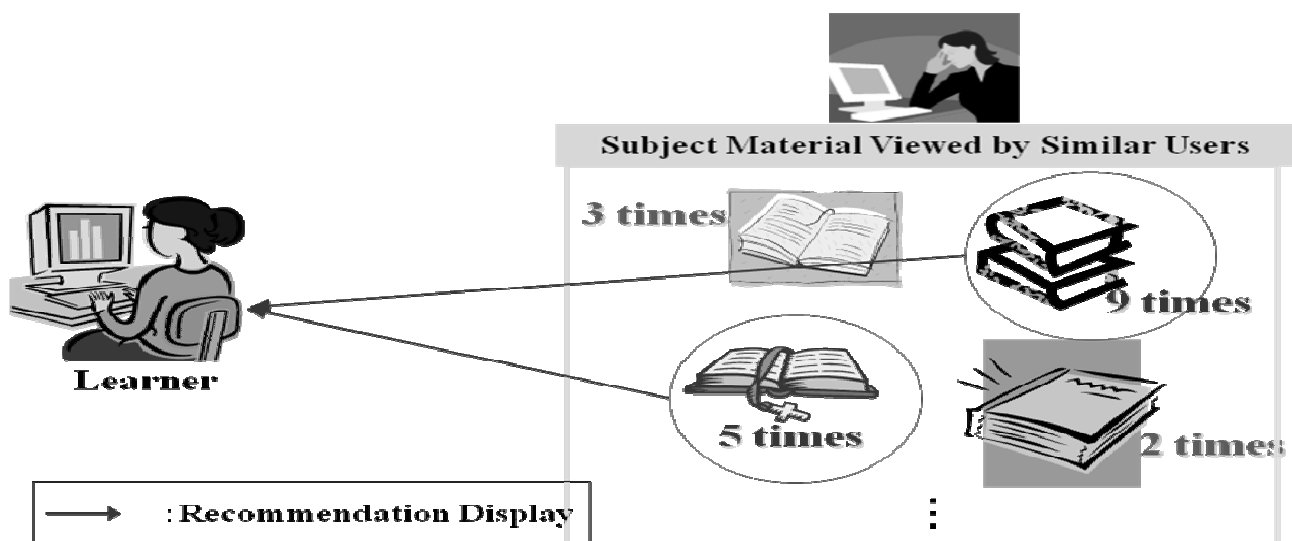 Subject Material Viewed by Similar Users
3 times
9 times
Learner
5 times
2 times
: Recommendation Display